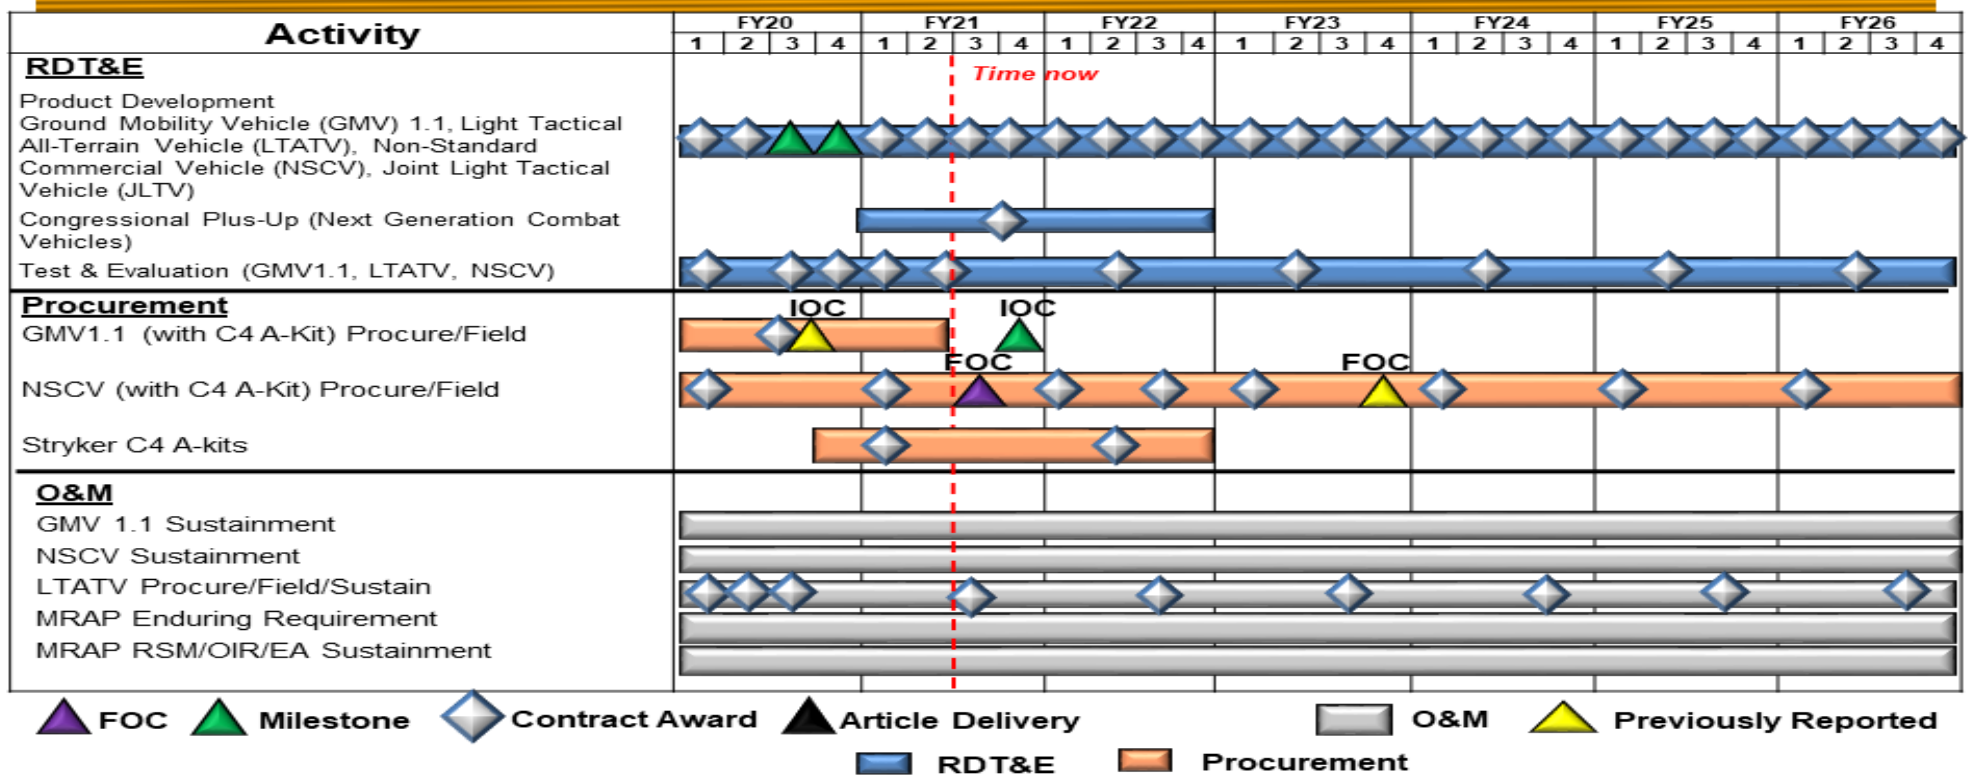 Activity
FY20 FY21 FY22 FY23 FY24 FY25 FY26
1 2 3 4 1 2 3 4 1 2 3 4 1 2 3 4 1 2 3 4 1 2 3 4 1 2 3 4
RDT&E
Time now
Product Development
Ground Mobility Vehicle (GMV) 1.1, Light Tactical
All-Terrain Vehicle (LTATV), Non-Standard
Commercial Vehicle (NSCV), Joint Light Tactical
Vehicle (JLTV)
Congressional Plus-Up (Next Generation Combat
Vehicles)
Test & Evaluation (GMV1.1, LTATV, NSCV)
Procurement
IOC IOC
GMV1.1 (with C4 A-Kit) Procure/Field
FOC FOC
NSCV (with C4 A-Kit) Procure/Field
Stryker C4 A-kits
O&M
GMV 1.1 Sustainment
NSCV Sustainment
LTATV Procure/Field/Sustain
MRAP Enduring Requirement
MRAP RSM/OIR/EA Sustainment
FOC Milestone Contract Award Article Delivery O&M Previously Reported
RDT&E Procurement